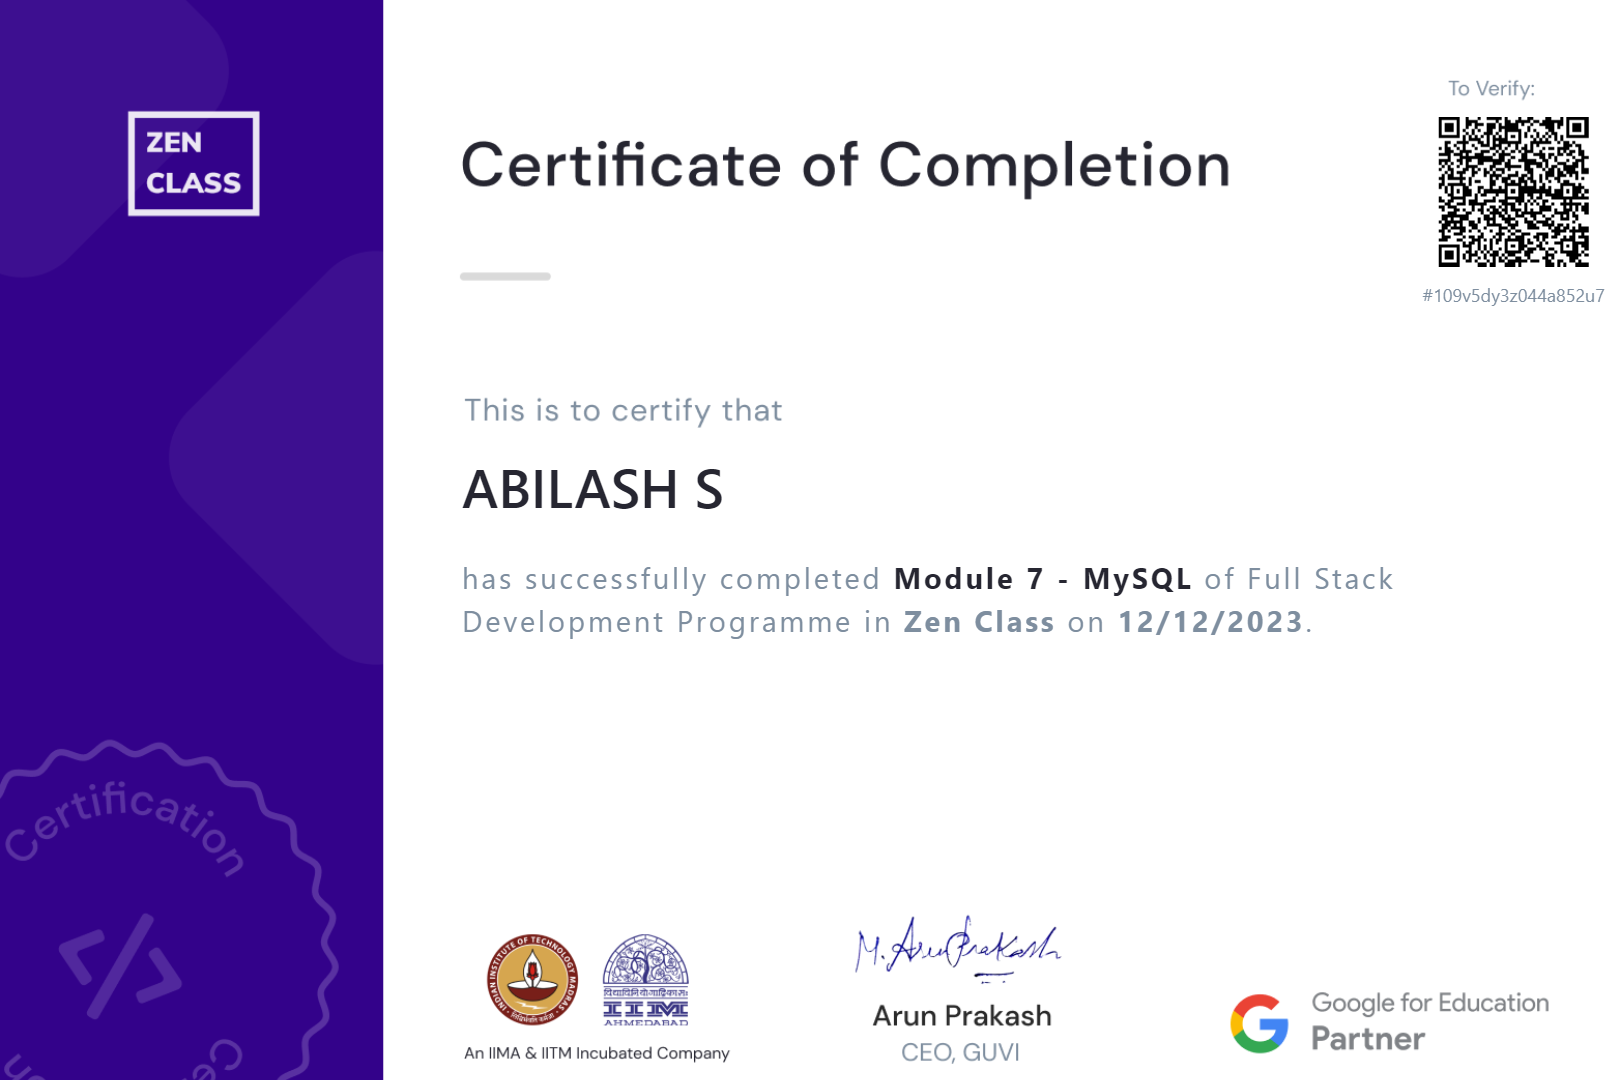 ZEN
CLASS
Certificate of Completion
To Verify:
#109v5dy3z044a852u7
This is to certify that
ABILASH S
has successfully completed Module 7 - MySQL of Full Stack
Development Programme in Zen Class on 12/12/2023.
Certification
</>
INDIAN INSTITUTE OF TECHNOLOGY MADRAS
IIM
AHMEDABAD
An IIMA & IITM Incubated Company
M. Arun Prakash
Arun Prakash
CEO, GUVI
Google for Education
Partner